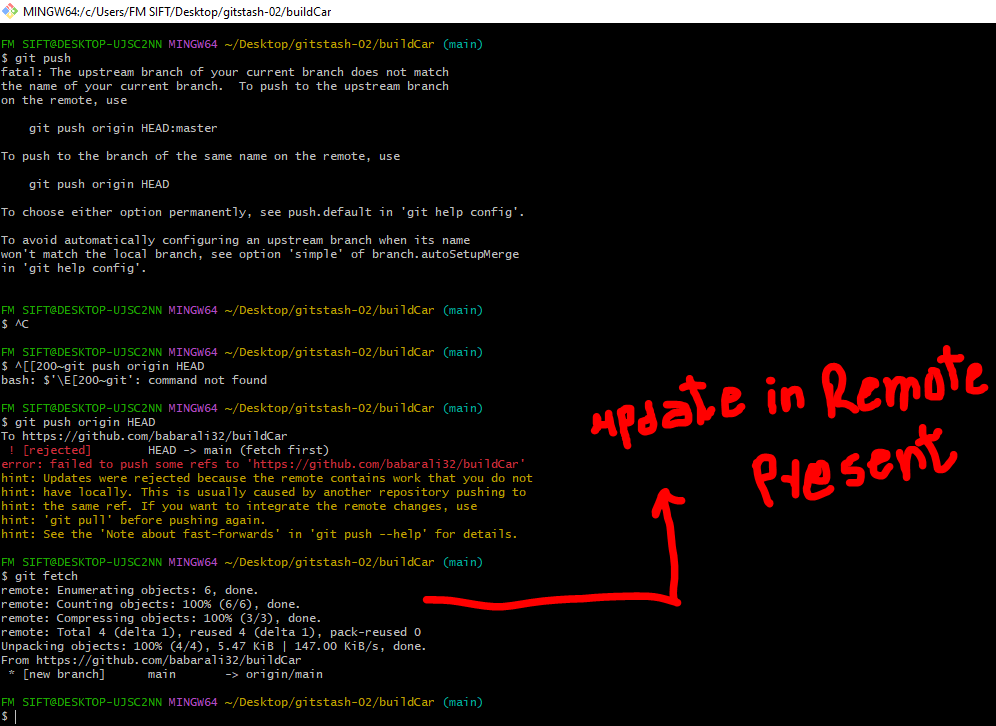 MINGW64:/c/Users/FM SIFT/Desktop/gitstash-02/buildCar
FM SIFT@DESKTOP-UJSC2NN MINGW64 ~/Desktop/gitstash-02/buildCar (main)
$ git push
fatal: The upstream branch of your current branch does not match
the name of your current branch.  To push to the upstream branch
on the remote, use
    git push origin HEAD:master
To push to the branch of the same name on the remote, use
    git push origin HEAD
To choose either option permanently, see push.default in 'git help config'.
To avoid automatically configuring an upstream branch when its name
won't match the local branch, see option 'simple' of branch.autoSetupMerge
in 'git help config'.
FM SIFT@DESKTOP-UJSC2NN MINGW64 ~/Desktop/gitstash-02/buildCar (main)
$ ^C
FM SIFT@DESKTOP-UJSC2NN MINGW64 ~/Desktop/gitstash-02/buildCar (main)
$ ^[[200~git push origin HEAD
bash: $'\E[200~git': command not found
FM SIFT@DESKTOP-UJSC2NN MINGW64 ~/Desktop/gitstash-02/buildCar (main)
$ git push origin HEAD
To https://github.com/babarali32/buildCar
 ! [rejected]        HEAD -> main (fetch first)
error: failed to push some refs to 'https://github.com/babarali32/buildCar'
hint: Updates were rejected because the remote contains work that you do not
hint: have locally. This is usually caused by another repository pushing to
hint: the same ref. If you want to integrate the remote changes, use
hint: 'git pull' before pushing again.
hint: See the 'Note about fast-forwards' in 'git push --help' for details.
FM SIFT@DESKTOP-UJSC2NN MINGW64 ~/Desktop/gitstash-02/buildCar (main)
$ git fetch
remote: Enumerating objects: 6, done.
remote: Counting objects: 100% (6/6), done.
remote: Compressing objects: 100% (3/3), done.
remote: Total 4 (delta 1), reused 4 (delta 1), pack-reused 0
Unpacking objects: 100% (4/4), 5.47 KiB | 147.00 KiB/s, done.
From https://github.com/babarali32/buildCar
 * [new branch]      main       -> origin/main
FM SIFT@DESKTOP-UJSC2NN MINGW64 ~/Desktop/gitstash-02/buildCar (main)
$
update in Remote
Present